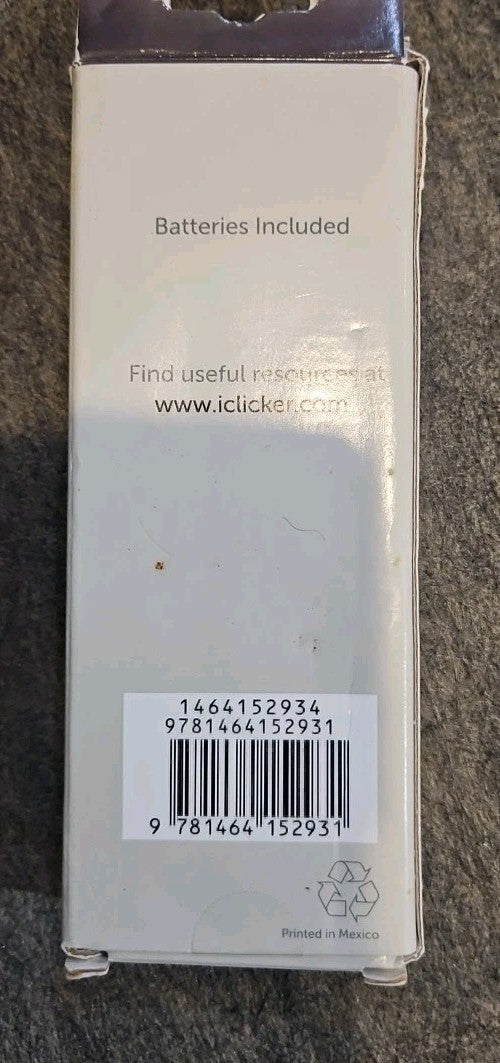 Batteries Included
Find useful resources at
www.iclicker.com
1464152934
9781464152931
9 781464 152931
Printed in Mexico